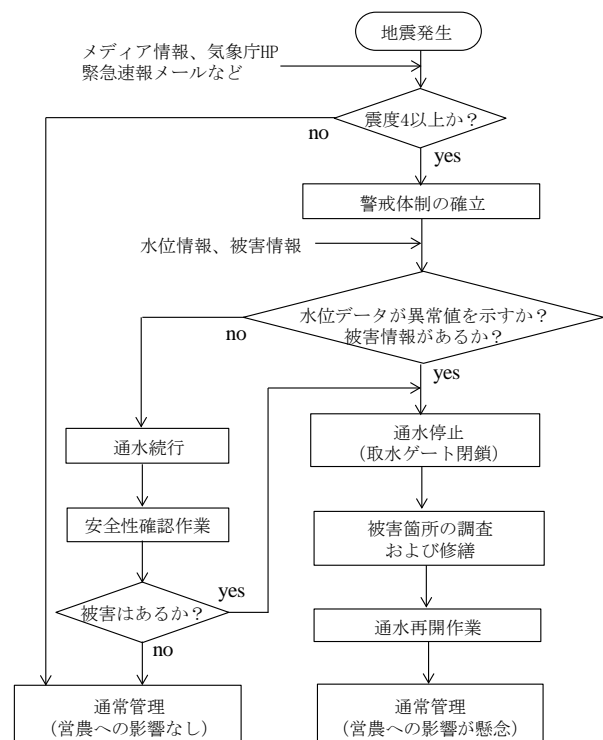 地震発生
メディア情報、気象庁HP
緊急速報メールなど
震度4以上か？
no
yes
警戒体制の確立
水位情報、被害情報
水位データが異常値を示すか？
被害情報があるか？
no
yes
通水続行
通水停止
(取水ゲート閉鎖)
安全性確認作業
被害箇所の調査
および修繕
被害はあるか？
yes
no
通水再開作業
通常管理
(営農への影響なし)
通常管理
(営農への影響が懸念)